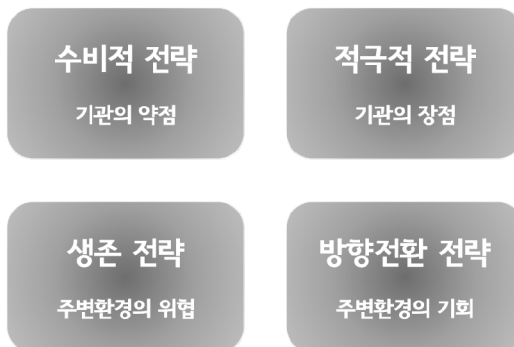 수비적 전략
기관의 약점
적극적 전략
기관의 장점
생존 전략
주변환경의 위협
방향전환 전략
주변환경의 기회